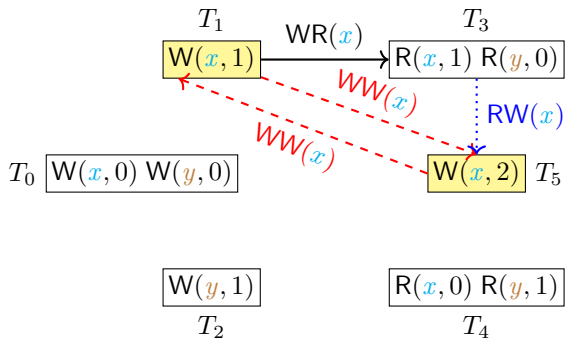 T₁ T₃
W(x, 1) WR(x) R(x, 1) R(y, 0)
WW(x)
WW(x)
RW(x)
T₀ W(x, 0) W(y, 0) W(x, 2) T₅
W(y, 1) R(x, 0) R(y, 1)
T₂ T₄